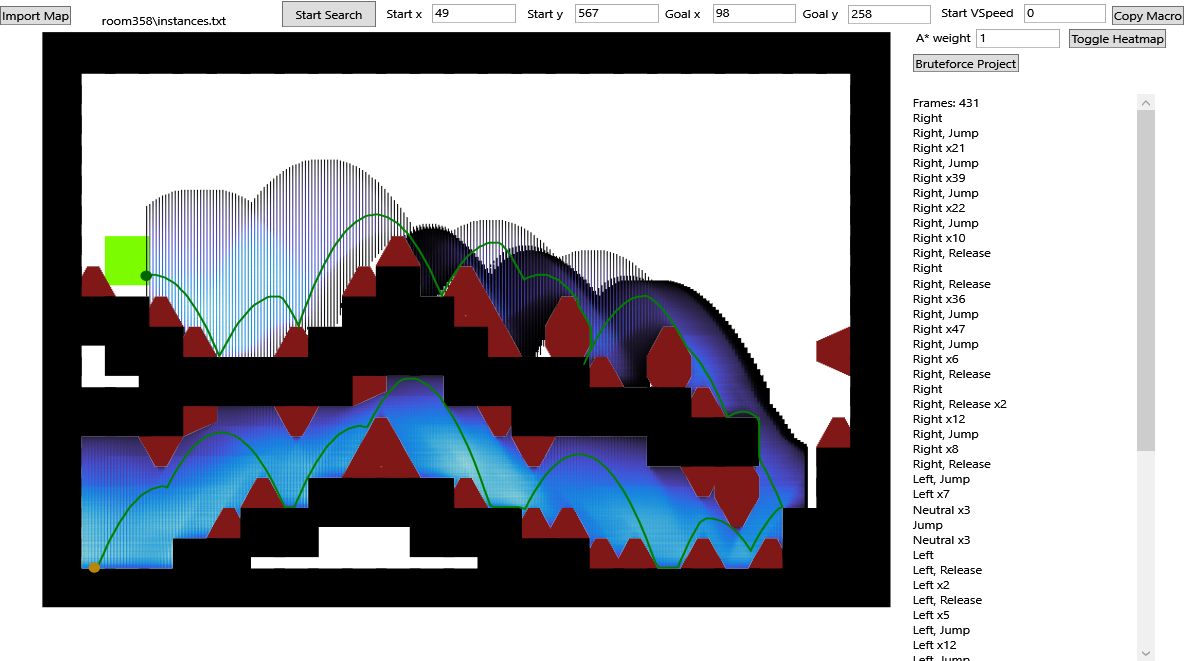 Import Map
room358\instances.txt
Start Search
Start x 49
Start y 567
Goal x 98
Goal y 258
Start VSpeed 0
Copy Macro
A* weight 1
Toggle Heatmap
Bruteforce Project
Frames: 431
Right
Right, Jump
Right x21
Right, Jump
Right x39
Right, Jump
Right x22
Right, Jump
Right x10
Right, Release
Right
Right, Release
Right x36
Right, Jump
Right x47
Right, Jump
Right x6
Right, Release
Right
Right, Release x2
Right x12
Right, Jump
Right x8
Right, Release
Left, Jump
Left x7
Neutral x3
Jump
Neutral x3
Left
Left, Release
Left x2
Left, Release
Left x5
Left, Jump
Left x12
Left, Jump